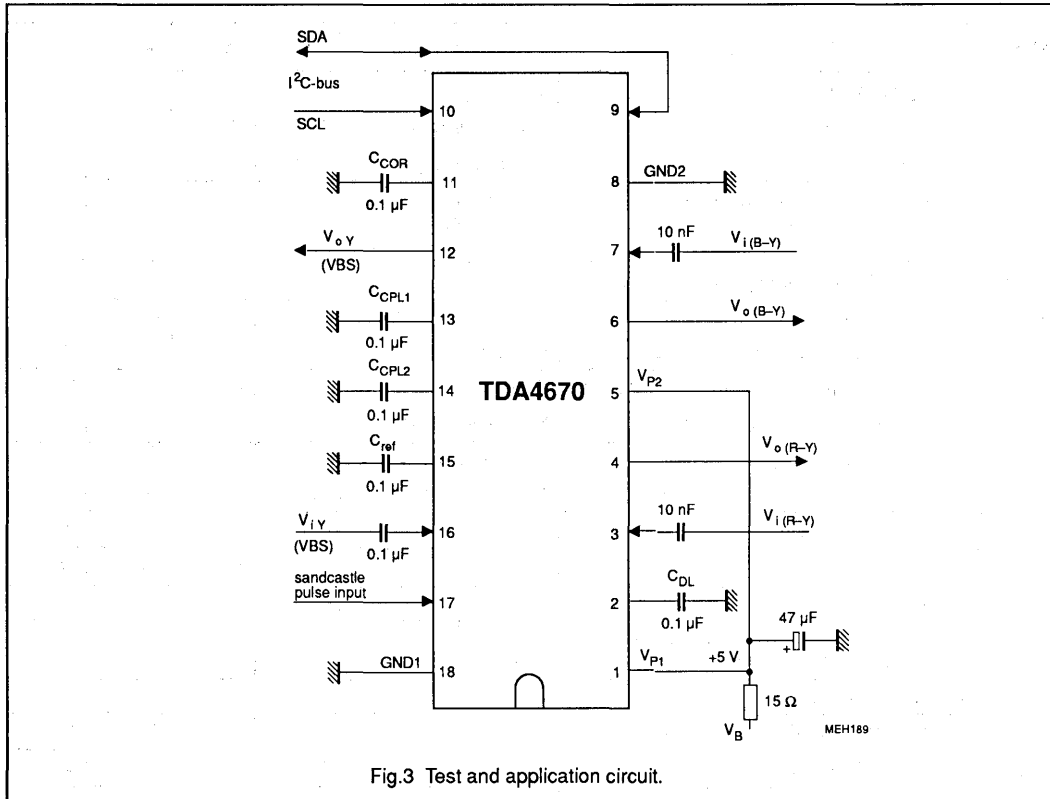 SDA
I²C-bus
SCL
10
9
C_COR
0.1 µF
11
8
GND2
V_o Y
(VBS)
12
7
10 nF
V_i (B–Y)
C_CPL1
0.1 µF
13
6
V_o (B–Y)
C_CPL2
0.1 µF
14
TDA4670
5
V_P2
C_ref
0.1 µF
15
4
V_o (R–Y)
V_i Y
(VBS)
0.1 µF
16
3
10 nF
V_i (R–Y)
sandcastle
pulse input
17
2
C_DL
0.1 µF
47 µF
+
GND1
18
1
V_P1
+5 V
15 Ω
V_B
MEH189
Fig.3 Test and application circuit.